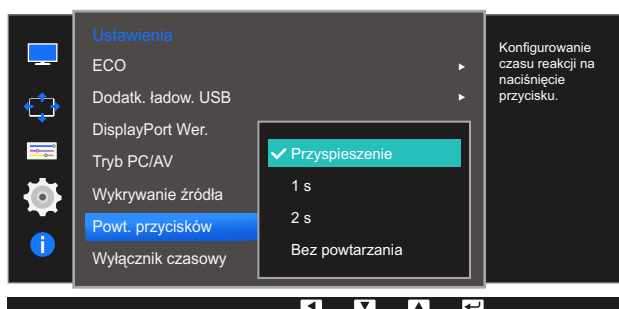 Ustawienia
ECO
Dodatk. ładow. USB
DisplayPort Wer.
Tryb PC/AV
Wykrywanie źródła
Powt. przycisków
Wyłącznik czasowy
Przyspieszenie
1 s
2 s
Bez powtarzania
Konfigurowanie
czasu reakcji na
naciśnięcie
przycisku.